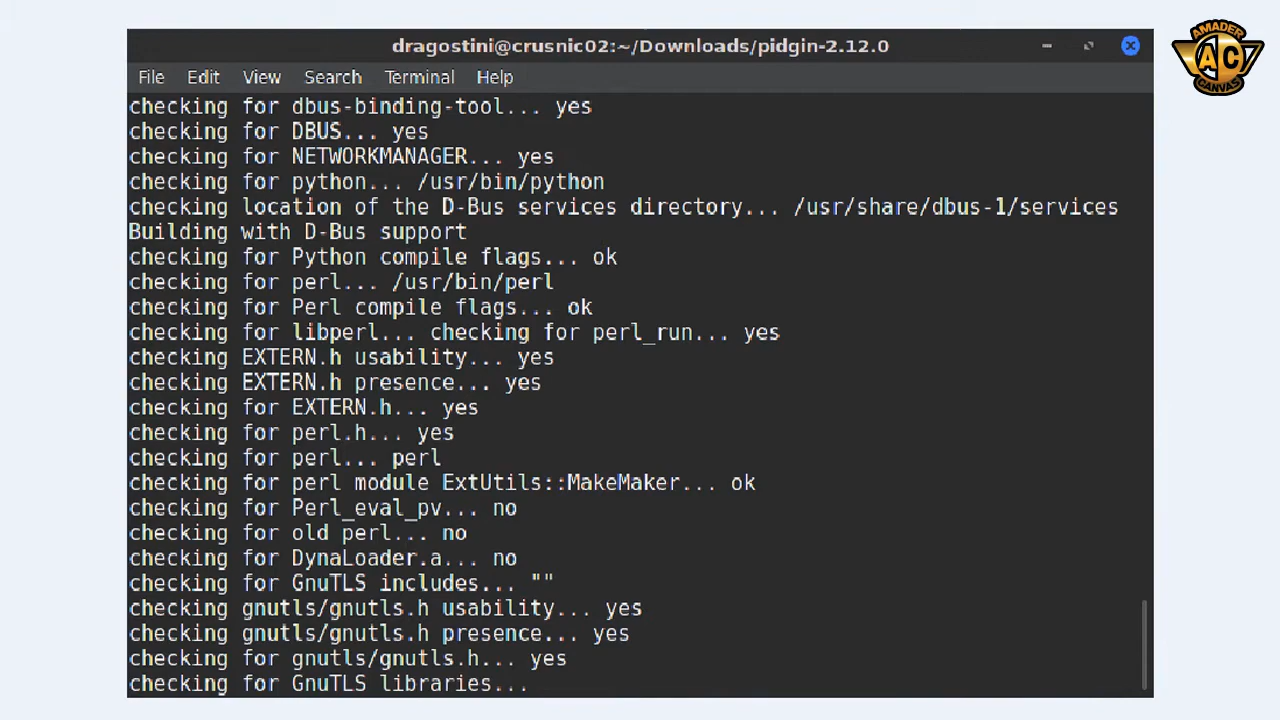 dragostini@crusnic02:~/Downloads/pidgin-2.12.0
File Edit View Search Terminal Help
checking for dbus-binding-tool... yes
checking for DBUS... yes
checking for NETWORKMANAGER... yes
checking for python... /usr/bin/python
checking location of the D-Bus services directory... /usr/share/dbus-1/services
Building with D-Bus support
checking for Python compile flags... ok
checking for perl... /usr/bin/perl
checking for Perl compile flags... ok
checking for libperl... checking for perl_run... yes
checking EXTERN.h usability... yes
checking EXTERN.h presence... yes
checking for EXTERN.h... yes
checking for perl.h... yes
checking for perl... perl
checking for perl module ExtUtils::MakeMaker... ok
checking for Perl_eval_pv... no
checking for old perl... no
checking for DynaLoader.a... no
checking for GnuTLS includes... ""
checking gnutls/gnutls.h usability... yes
checking gnutls/gnutls.h presence... yes
checking for gnutls/gnutls.h... yes
checking for GnuTLS libraries...
AMADER
AC
CANVAS